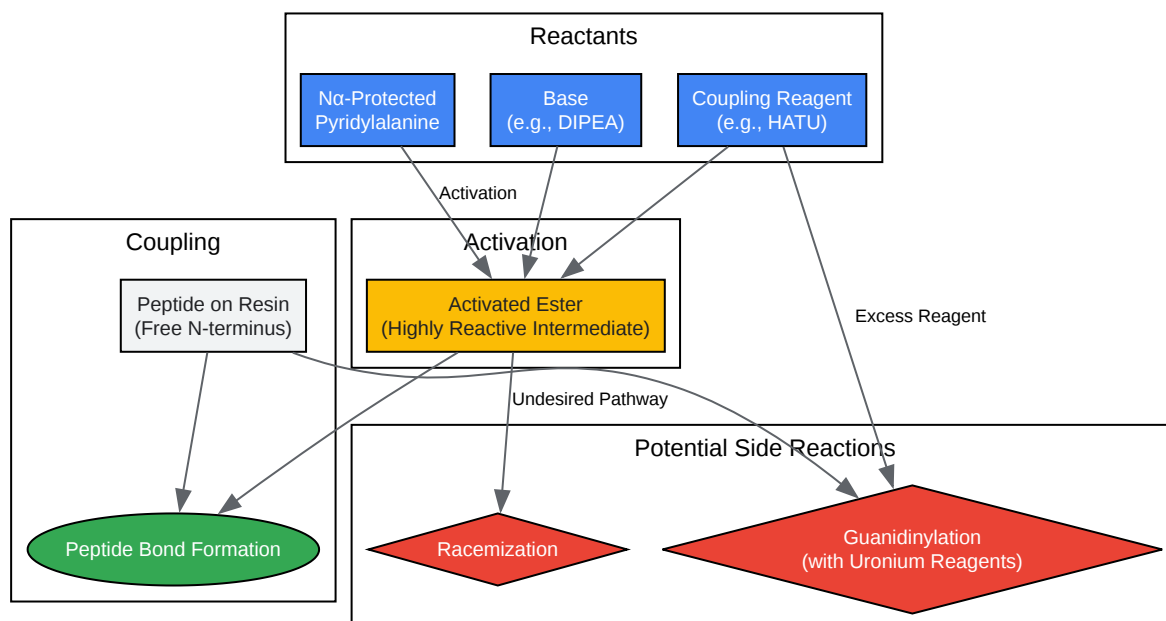 Reactants
Nα-Protected
Pyridylalanine
Base
(e.g., DIPEA)
Coupling Reagent
(e.g., HATU)
Activation
Coupling
Activation
Peptide on Resin
(Free N-terminus)
Activated Ester
(Highly Reactive Intermediate)
Excess Reagent
Undesired Pathway
Potential Side Reactions
Peptide Bond Formation
Racemization
Guanidinylation
(with Uronium Reagents)